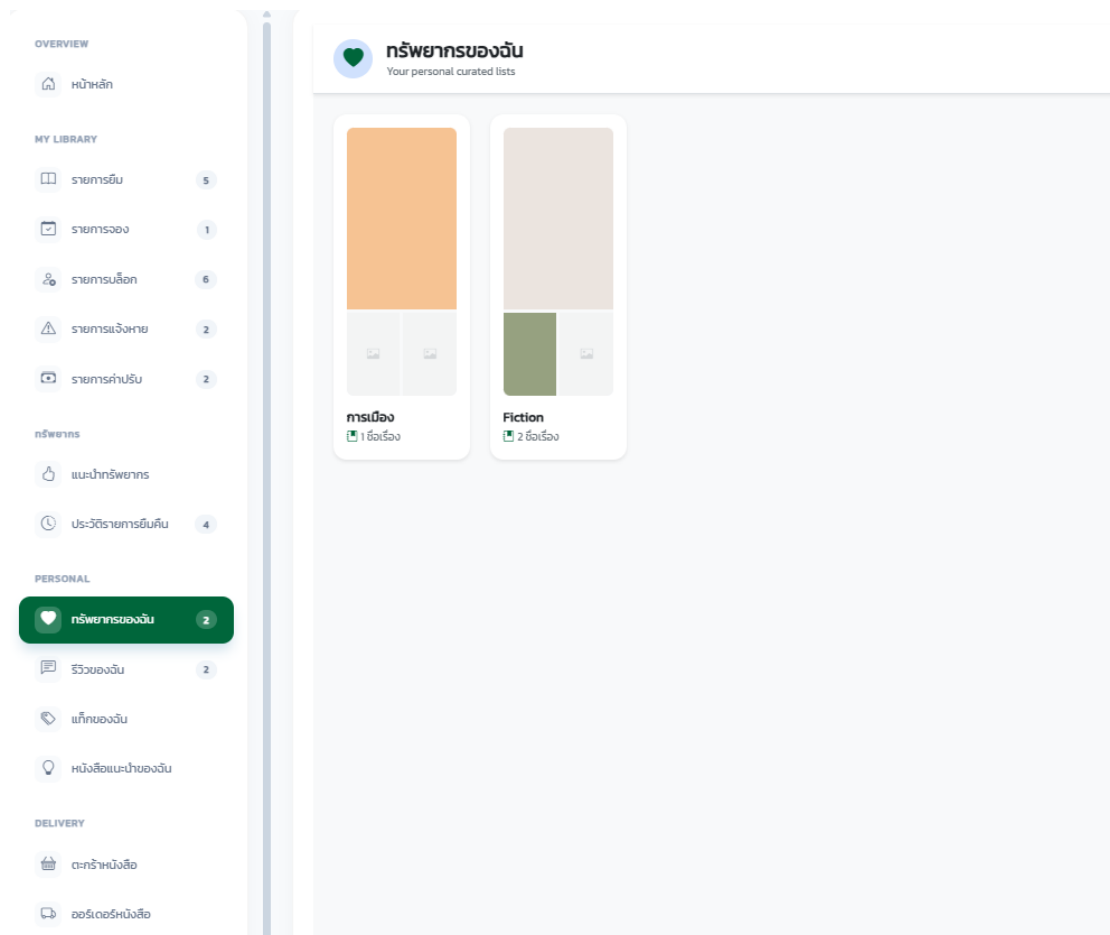 OVERVIEW
หน้าหลัก
MY LIBRARY
รายการยืม 5
รายการจอง 1
รายการบล็อก 6
รายการแจ้งหาย 2
รายการค่าปรับ 2
ทรัพยากร
แนะนำทรัพยากร
ประวัติรายการยืมคืน 4
PERSONAL
ทรัพยากรของฉัน 2
รีวิวของฉัน 2
แท็กของฉัน
หนังสือแนะนำของฉัน
DELIVERY
ตะกร้าหนังสือ
ออร์เดอร์หนังสือ
ทรัพยากรของฉัน
Your personal curated lists
การเมือง
1 ชื่อเรื่อง
Fiction
2 ชื่อเรื่อง